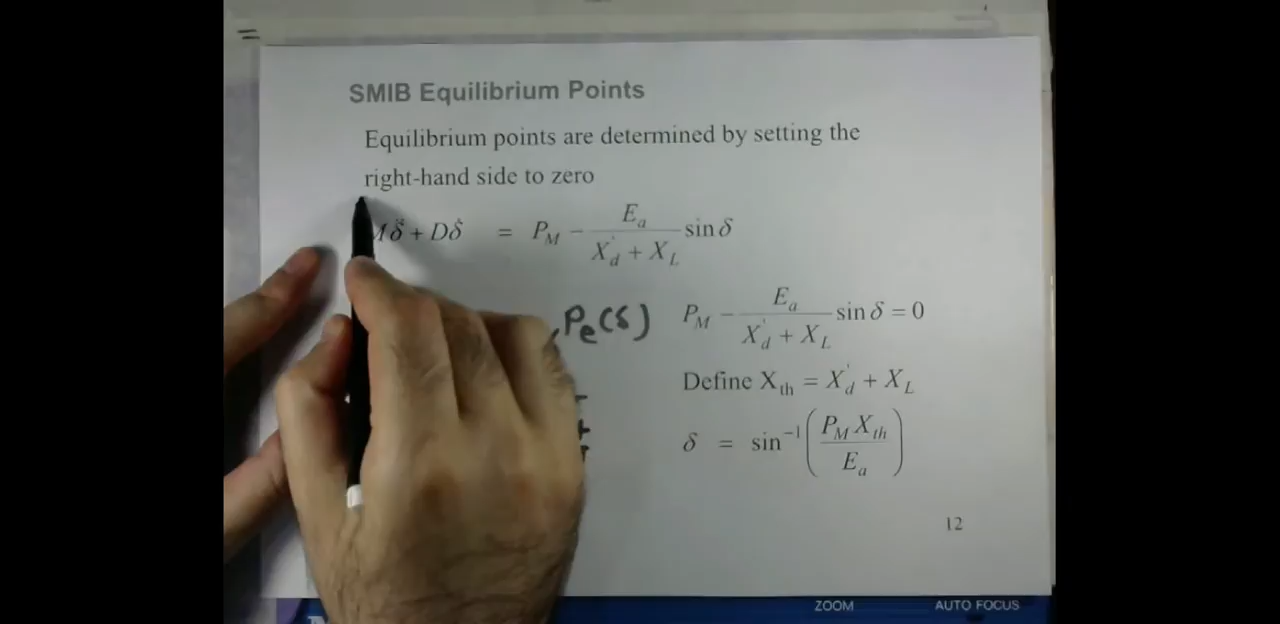 SMIB Equilibrium Points
Equilibrium points are determined by setting the
right-hand side to zero
Mδ̈ + Dδ̇ = P_M − E_a / (X'_d + X_L) sin δ
P_e(δ)
P_M − E_a / (X'_d + X_L) sin δ = 0
Define X_th = X'_d + X_L
δ = sin⁻¹ (P_M X_th / E_a)
12
ZOOM AUTO FOCUS